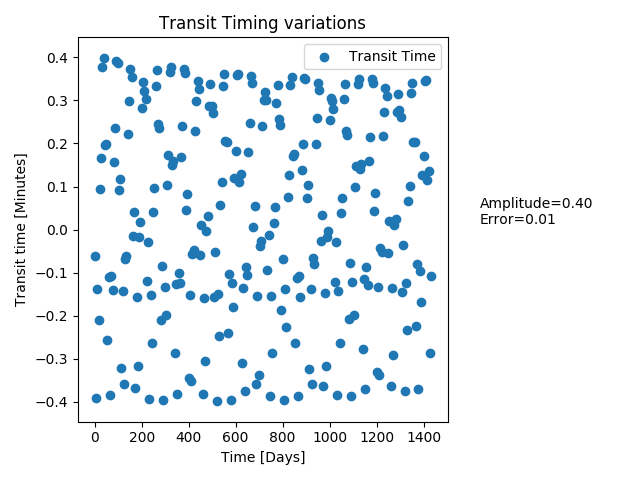 Transit Timing variations
Transit Time
Transit time [Minutes]
0.4
0.3
0.2
0.1
0.0
−0.1
−0.2
−0.3
−0.4
0 200 400 600 800 1000 1200 1400
Time [Days]
Amplitude=0.40
Error=0.01